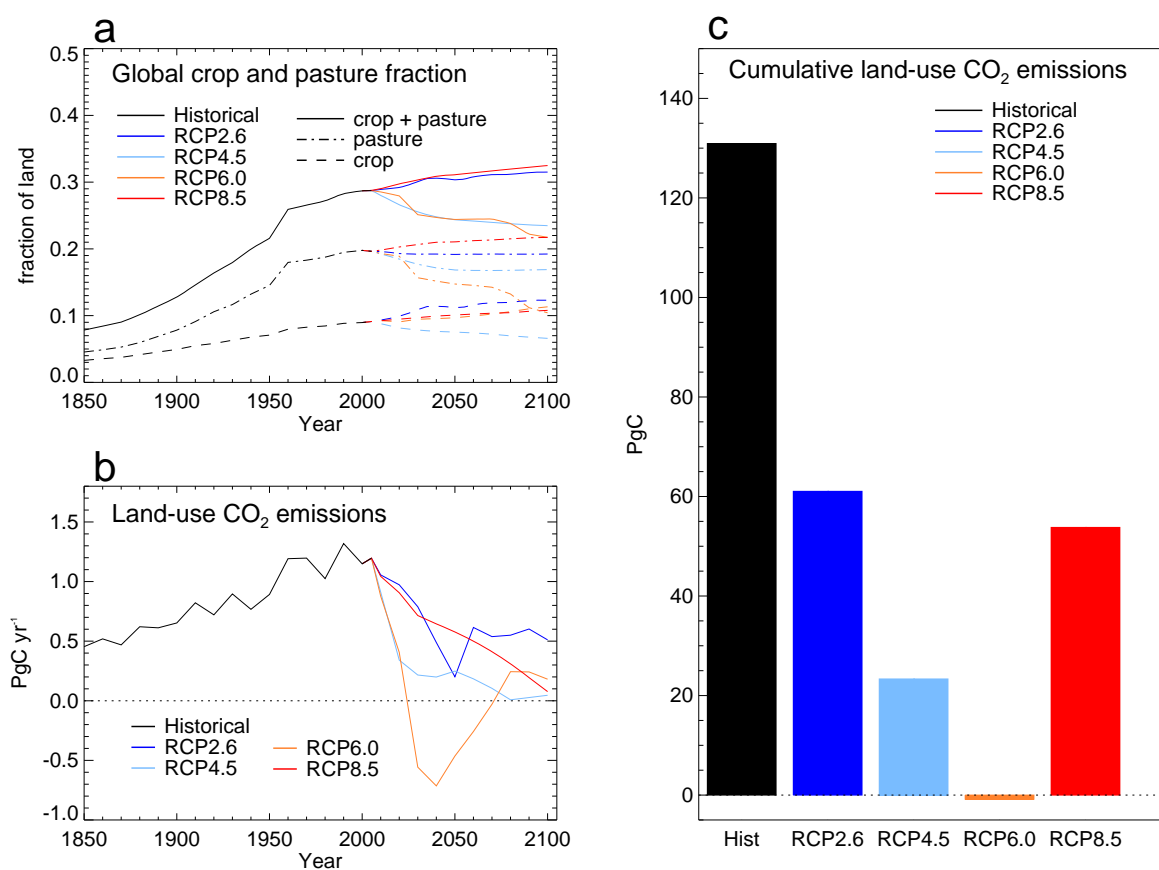 a
Global crop and pasture fraction
Historical
RCP2.6
RCP4.5
RCP6.0
RCP8.5
crop + pasture
pasture
crop
fraction of land
0.5
0.4
0.3
0.2
0.1
0.0
1850 1900 1950 2000 2050 2100
Year
b
Land-use CO₂ emissions
PgC yr⁻¹
1.5
1.0
0.5
0.0
-0.5
-1.0
Historical
RCP2.6
RCP4.5
RCP6.0
RCP8.5
1850 1900 1950 2000 2050 2100
Year
c
Cumulative land-use CO₂ emissions
Historical
RCP2.6
RCP4.5
RCP6.0
RCP8.5
PgC
140
120
100
80
60
40
20
0
Hist RCP2.6 RCP4.5 RCP6.0 RCP8.5